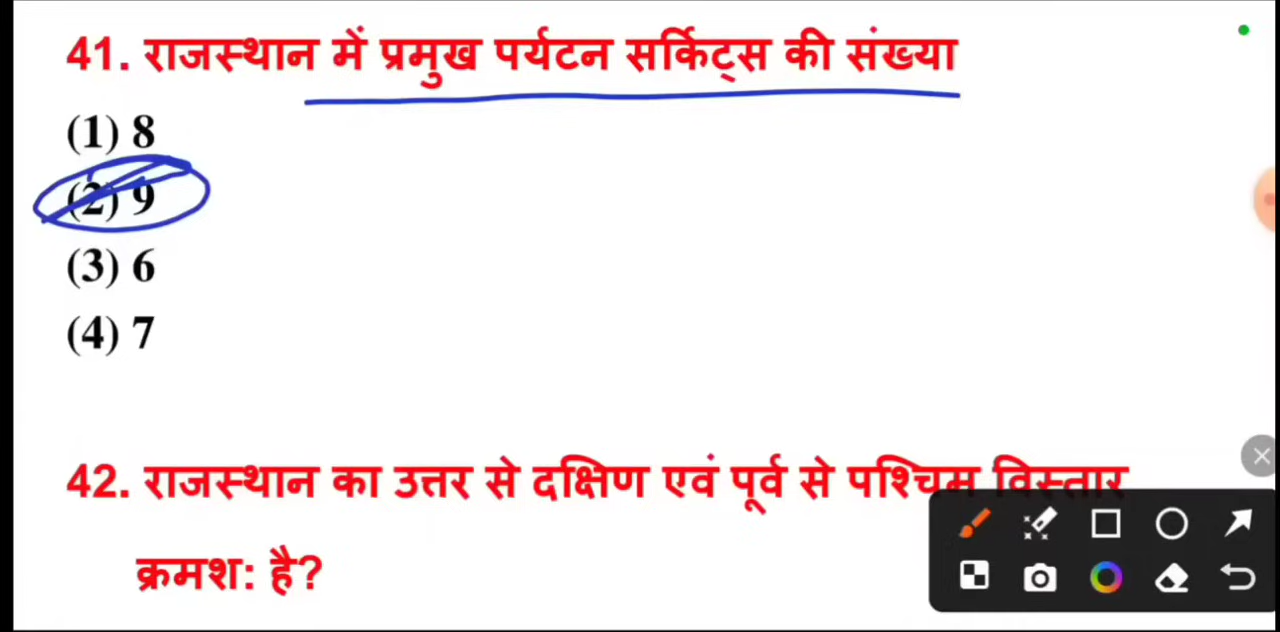 41. राजस्थान में प्रमुख पर्यटन सर्किट्स की संख्या
(1) 8
(2) 9
(3) 6
(4) 7
42. राजस्थान का उत्तर से दक्षिण एवं पूर्व से पश्चिम विस्तार
क्रमश: है?